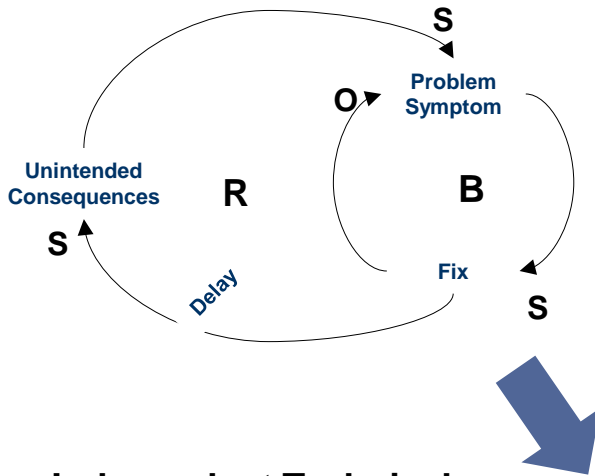 S
Problem
Symptom
O
Unintended
Consequences
R
B
S
Delay
Fix
S